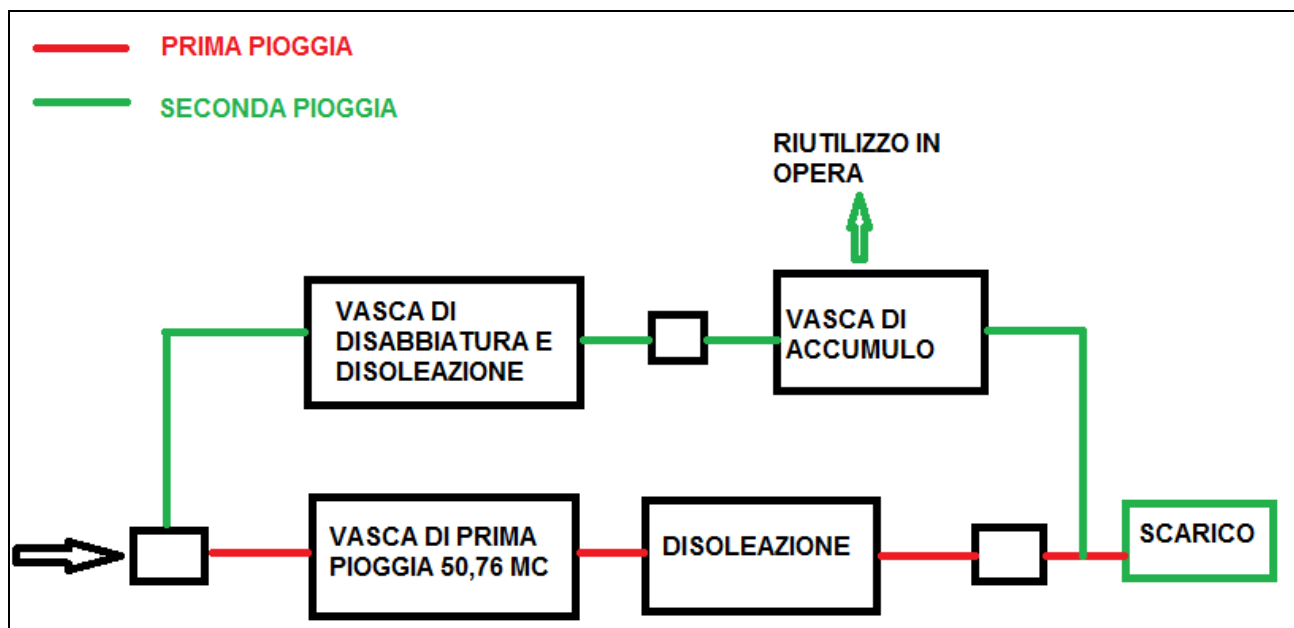 PRIMA PIOGGIA
SECONDA PIOGGIA
RIUTILIZZO IN
OPERA
VASCA DI
DISABBIATURA E
DISOLEAZIONE
VASCA DI
ACCUMULO
VASCA DI PRIMA
PIOGGIA 50,76 MC
DISOLEAZIONE
SCARICO